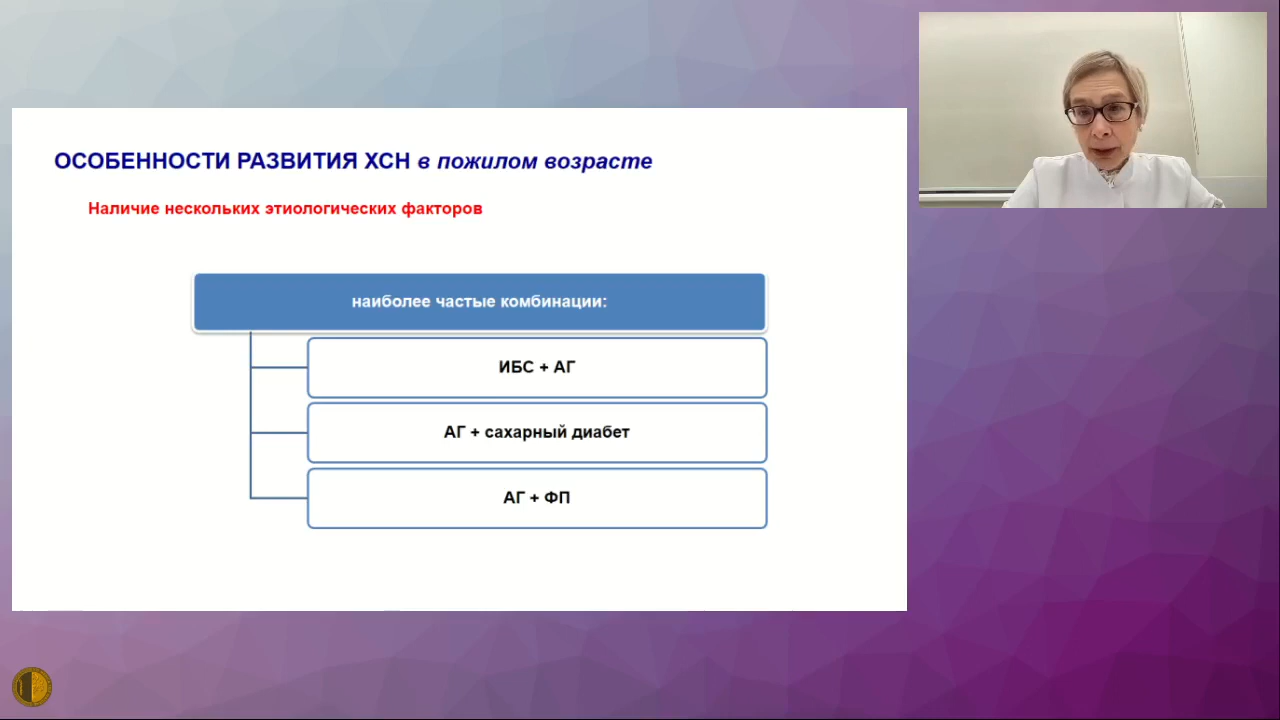 ОСОБЕННОСТИ РАЗВИТИЯ ХСН в пожилом возрасте
Наличие нескольких этиологических факторов
наиболее частые комбинации:
ИБС + АГ
АГ + сахарный диабет
АГ + ФП